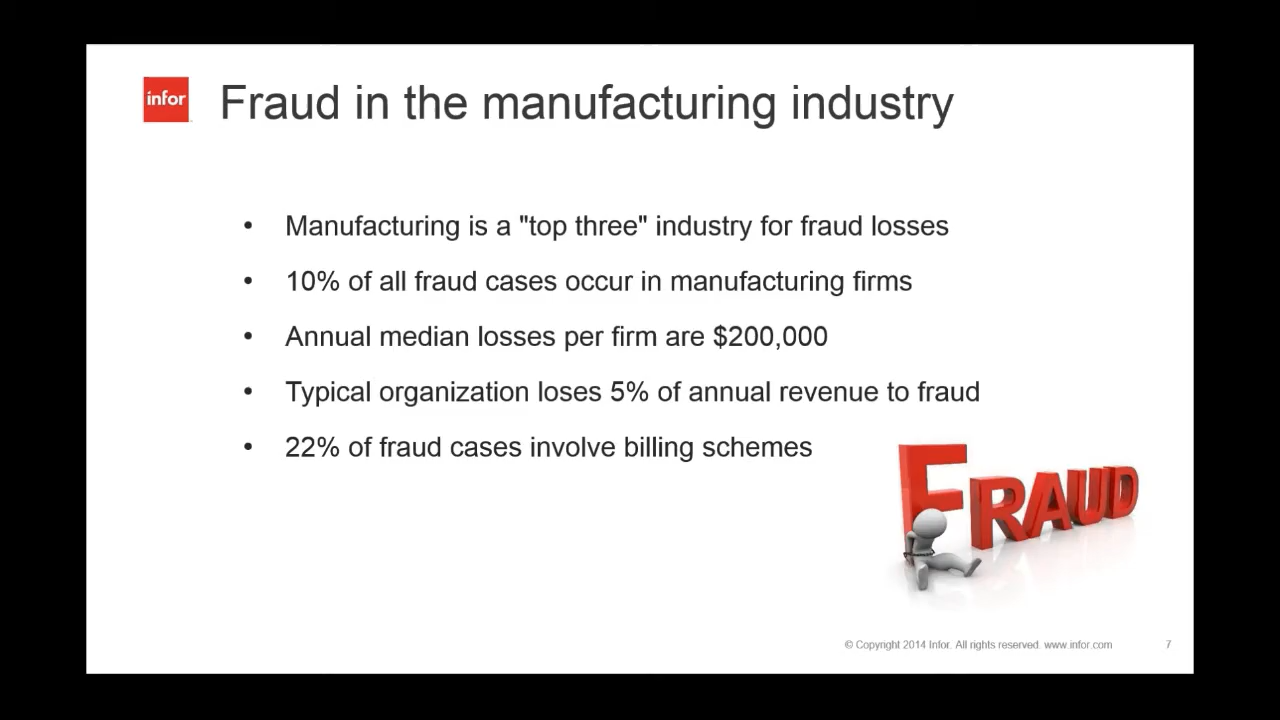 infor
Fraud in the manufacturing industry
• Manufacturing is a "top three" industry for fraud losses
• 10% of all fraud cases occur in manufacturing firms
• Annual median losses per firm are $200,000
• Typical organization loses 5% of annual revenue to fraud
• 22% of fraud cases involve billing schemes
FRAUD
© Copyright 2014 Infor. All rights reserved. www.infor.com 7